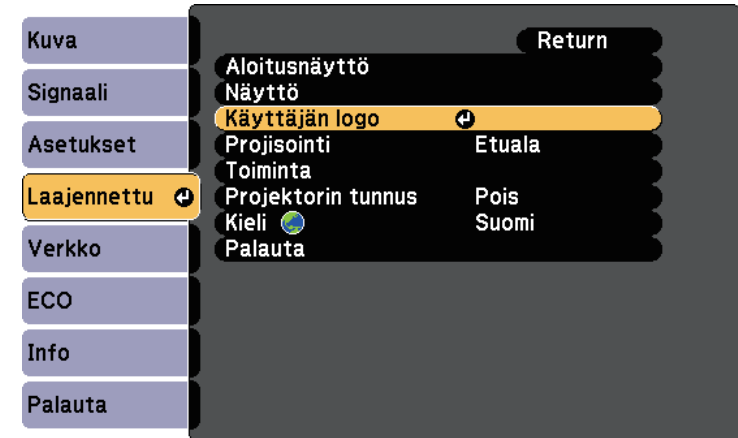 Kuva
Signaali
Asetukset
Laajennettu
Verkko
ECO
Info
Palauta
Return
Aloitusnäyttö
Näyttö
Käyttäjän logo
Projisointi Etuala
Toiminta
Projektorin tunnus Pois
Kieli Suomi
Palauta